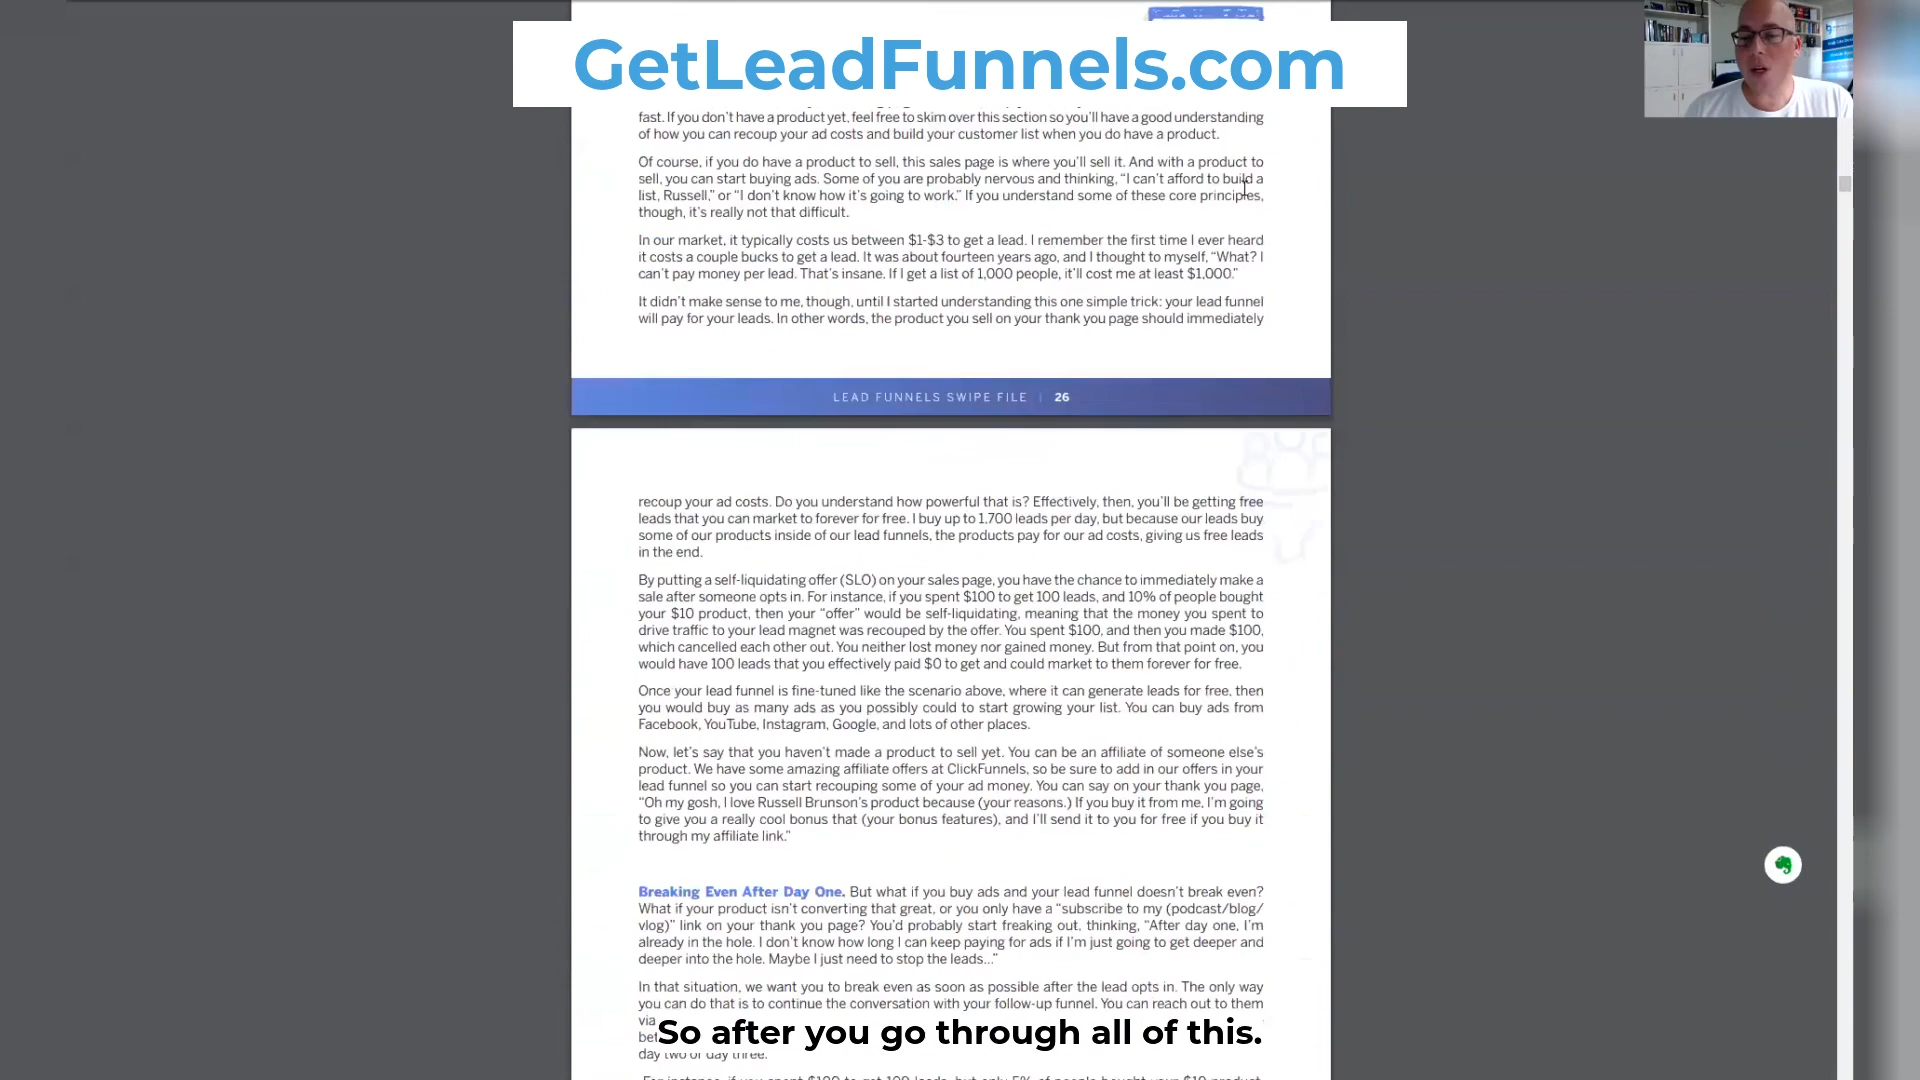 GetLeadFunnels.com
fast. If you don't have a product yet, feel free to skim over this section so you'll have a good understanding
of how you can recoup your ad costs and build your customer list when you do have a product.
Of course, if you do have a product to sell, this sales page is where you'll sell it. And with a product to
sell, you can start buying ads. Some of you are probably nervous and thinking, “I can't afford to build a
list, Russell,” or “I don't know how it's going to work.” If you understand some of these core principles,
though, it's really not that difficult.
In our market, it typically costs us between $1-$3 to get a lead. I remember the first time I ever heard
it costs a couple bucks to get a lead. It was about fourteen years ago, and I thought to myself, “What? I
can't pay money per lead. That's insane. If I get a list of 1,000 people, it'll cost me at least $1,000.”
It didn't make sense to me, though, until I started understanding this one simple trick: your lead funnel
will pay for your leads. In other words, the product you sell on your thank you page should immediately
LEAD FUNNELS SWIPE FILE | 26
recoup your ad costs. Do you understand how powerful that is? Effectively, then, you'll be getting free
leads that you can market to forever for free. I buy up to 1,700 leads per day, but because our leads buy
some of our products inside of our lead funnels, the products pay for our ad costs, giving us free leads
in the end.
By putting a self-liquidating offer (SLO) on your sales page, you have the chance to immediately make a
sale after someone opts in. For instance, if you spent $100 to get 100 leads, and 10% of people bought
your $10 product, then your “offer” would be self-liquidating, meaning that the money you spent to
drive traffic to your lead magnet was recouped by the offer. You spent $100, and then you made $100,
which cancelled each other out. You neither lost money nor gained money. But from that point on, you
would have 100 leads that you effectively paid $0 to get and could market to them forever for free.
Once your lead funnel is fine-tuned like the scenario above, where it can generate leads for free, then
you would buy as many ads as you possibly could to start growing your list. You can buy ads from
Facebook, YouTube, Instagram, Google, and lots of other places.
Now, let's say that you haven't made a product to sell yet. You can be an affiliate of someone else's
product. We have some amazing affiliate offers at ClickFunnels, so be sure to add in our offers in your
lead funnel so you can start recouping some of your ad money. You can say on your thank you page,
“Oh my gosh, I love Russell Brunson's product because (your reasons.) If you buy it from me, I'm going
to give you a really cool bonus that (your bonus features), and I'll send it to you for free if you buy it
through my affiliate link.”
Breaking Even After Day One. But what if you buy ads and your lead funnel doesn't break even?
What if your product isn't converting that great, or you only have a “subscribe to my (podcast/blog/
vlog)” link on your thank you page? You'd probably start freaking out, thinking, “After day one, I'm
already in the hole. I don't know how long I can keep paying for ads if I'm just going to get deeper and
deeper into the hole. Maybe I just need to stop the leads...”
In that situation, we want you to break even as soon as possible after the lead opts in. The only way
you can do that is to continue the conversation with your follow-up funnel. You can reach out to them
via
So after you go through all of this.
day two or day three.
For instance, if you spent $100 to get 100 leads, but only 5% of people bought your $10 product,